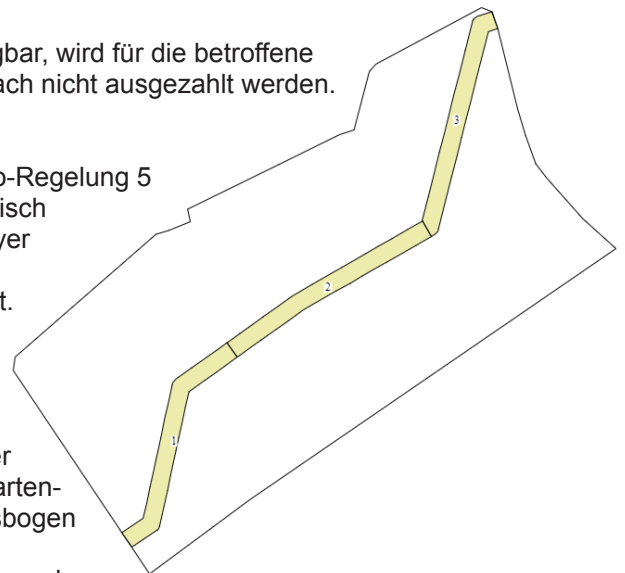 gbar, wird für die betroffene
ach nicht ausgezahlt werden.
o-Regelung 5
isch
yer
t.
er
arten-
sbogen
3
2
1